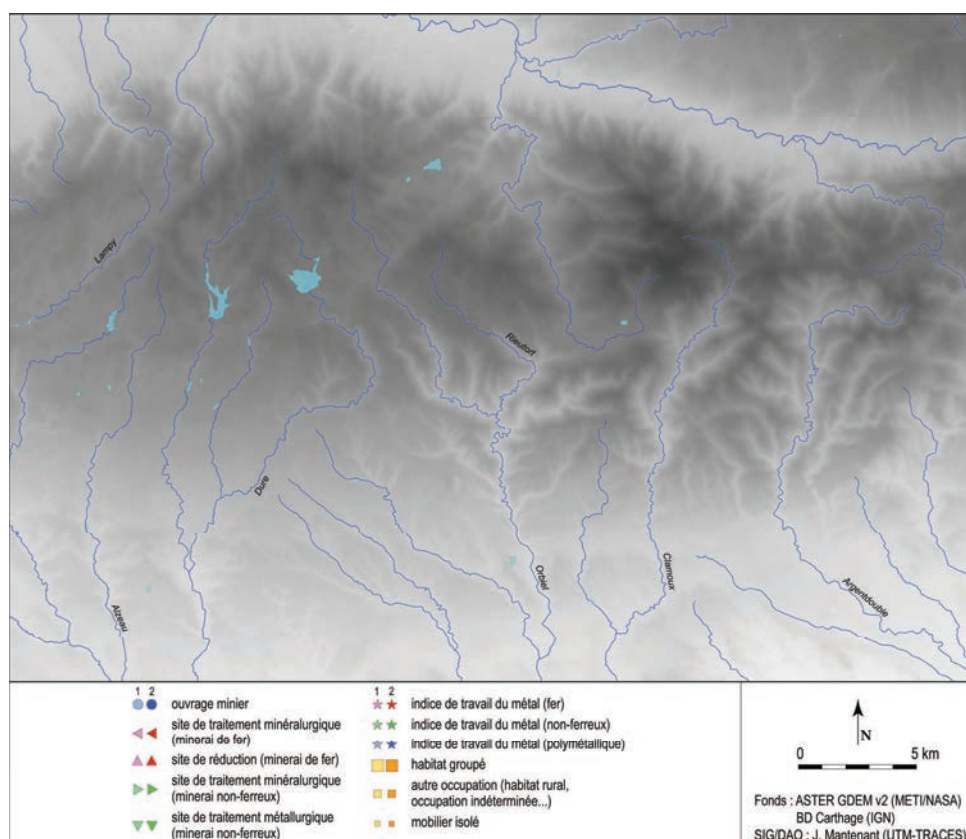 Lampy
Rieutorf
Dure
Orbiel
Clamoux
Argentdouble
Alzeau
1 2
ouvrage minier
site de traitement minéralurgique
(minerai de fer)
site de réduction (minerai de fer)
site de traitement minéralurgique
(minerai non-ferreux)
site de traitement métallurgique
(minerai non-ferreux)
1 2
indice de travail du métal (fer)
indice de travail du métal (non-ferreux)
indice de travail du métal (polymétallique)
habitat groupé
autre occupation (habitat rural,
occupation indéterminée...)
mobilier isolé
N
0 5 km
Fonds : ASTER GDEM v2 (METI/NASA)
BD Carthage (IGN)
SIG/DAO : J. Mantenant (UTM-TRACES)